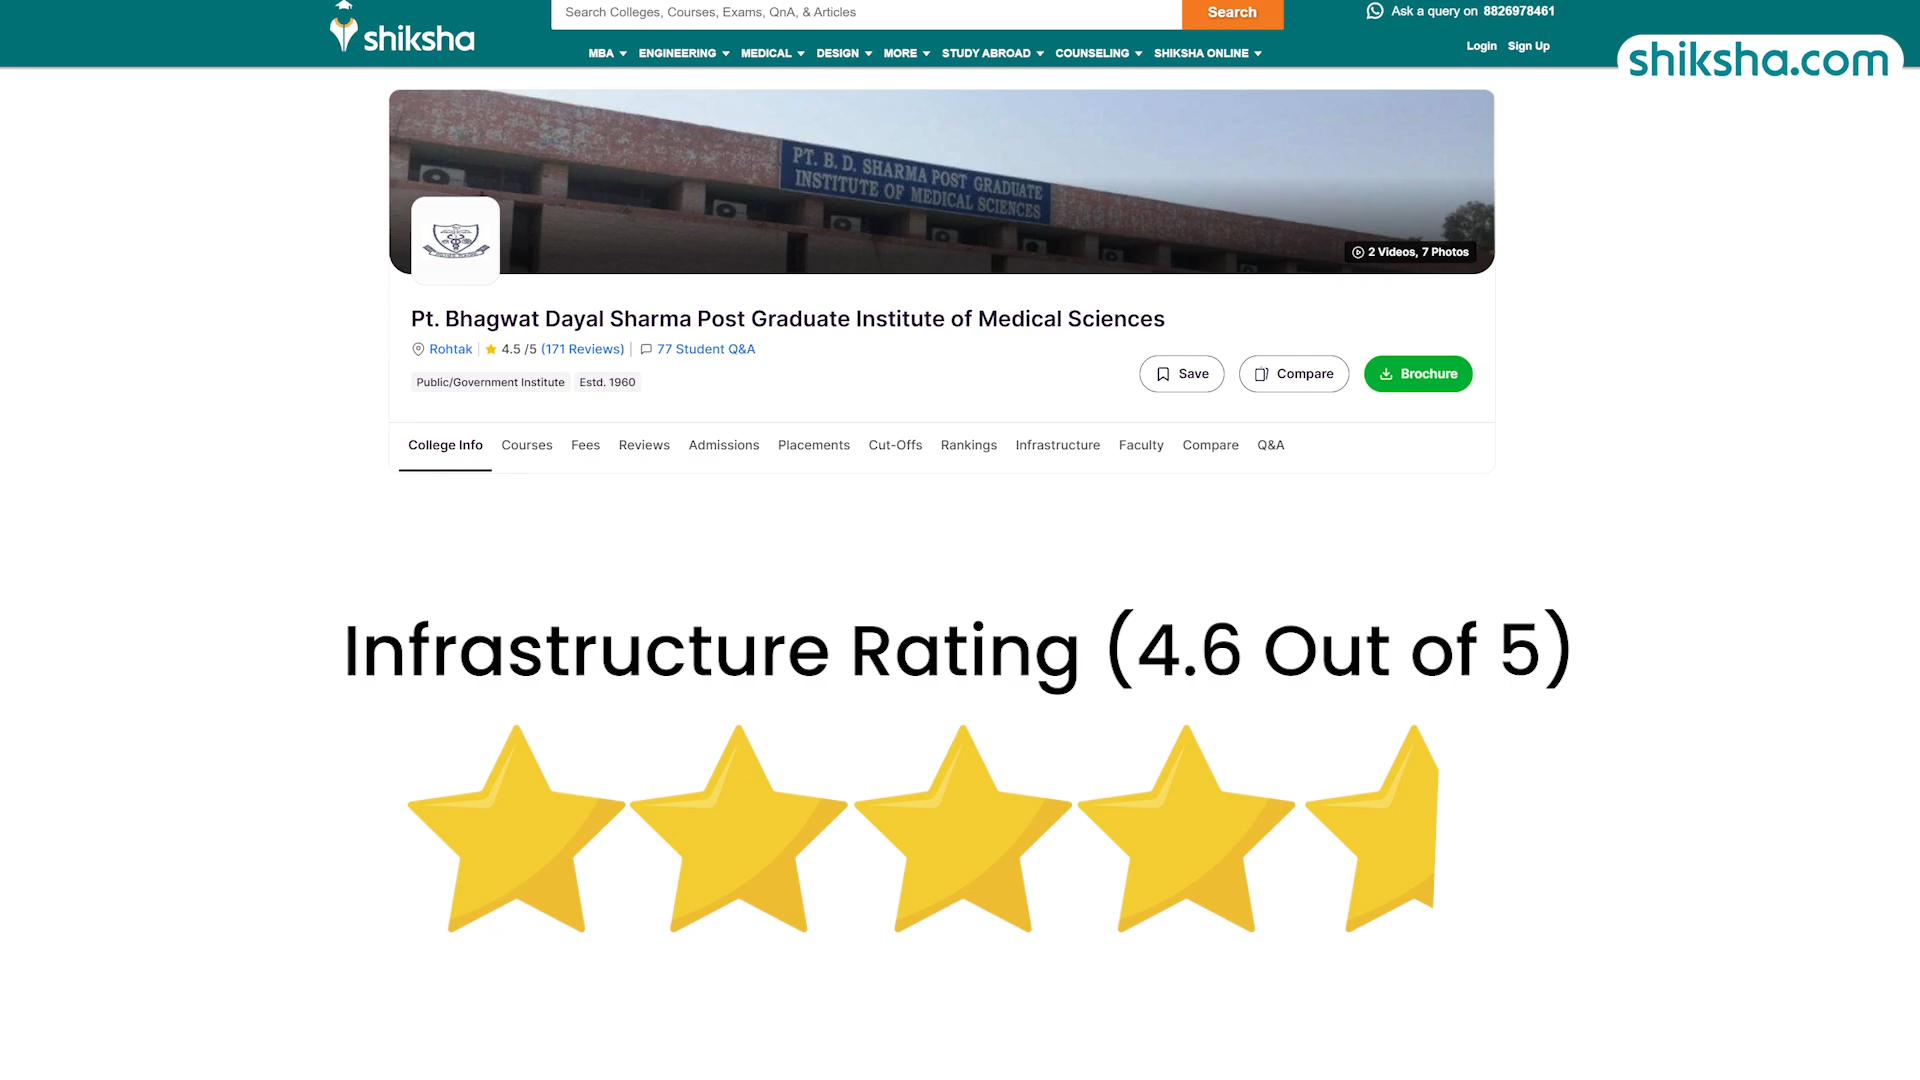 shiksha
Search Colleges, Courses, Exams, QnA, & Articles
Search
Ask a query on 8826978461
MBA ENGINEERING MEDICAL DESIGN MORE STUDY ABROAD COUNSELING SHIKSHA ONLINE
Login Sign Up
shiksha.com
PT. B. D. SHARMA POST GRADUATE
INSTITUTE OF MEDICAL SCIENCES
2 Videos, 7 Photos
Pt. Bhagwat Dayal Sharma Post Graduate Institute of Medical Sciences
Rohtak 4.5 /5 (171 Reviews) 77 Student Q&A
Public/Government Institute Estd. 1960
Save Compare Brochure
College Info Courses Fees Reviews Admissions Placements Cut-Offs Rankings Infrastructure Faculty Compare Q&A
Infrastructure Rating (4.6 Out of 5)